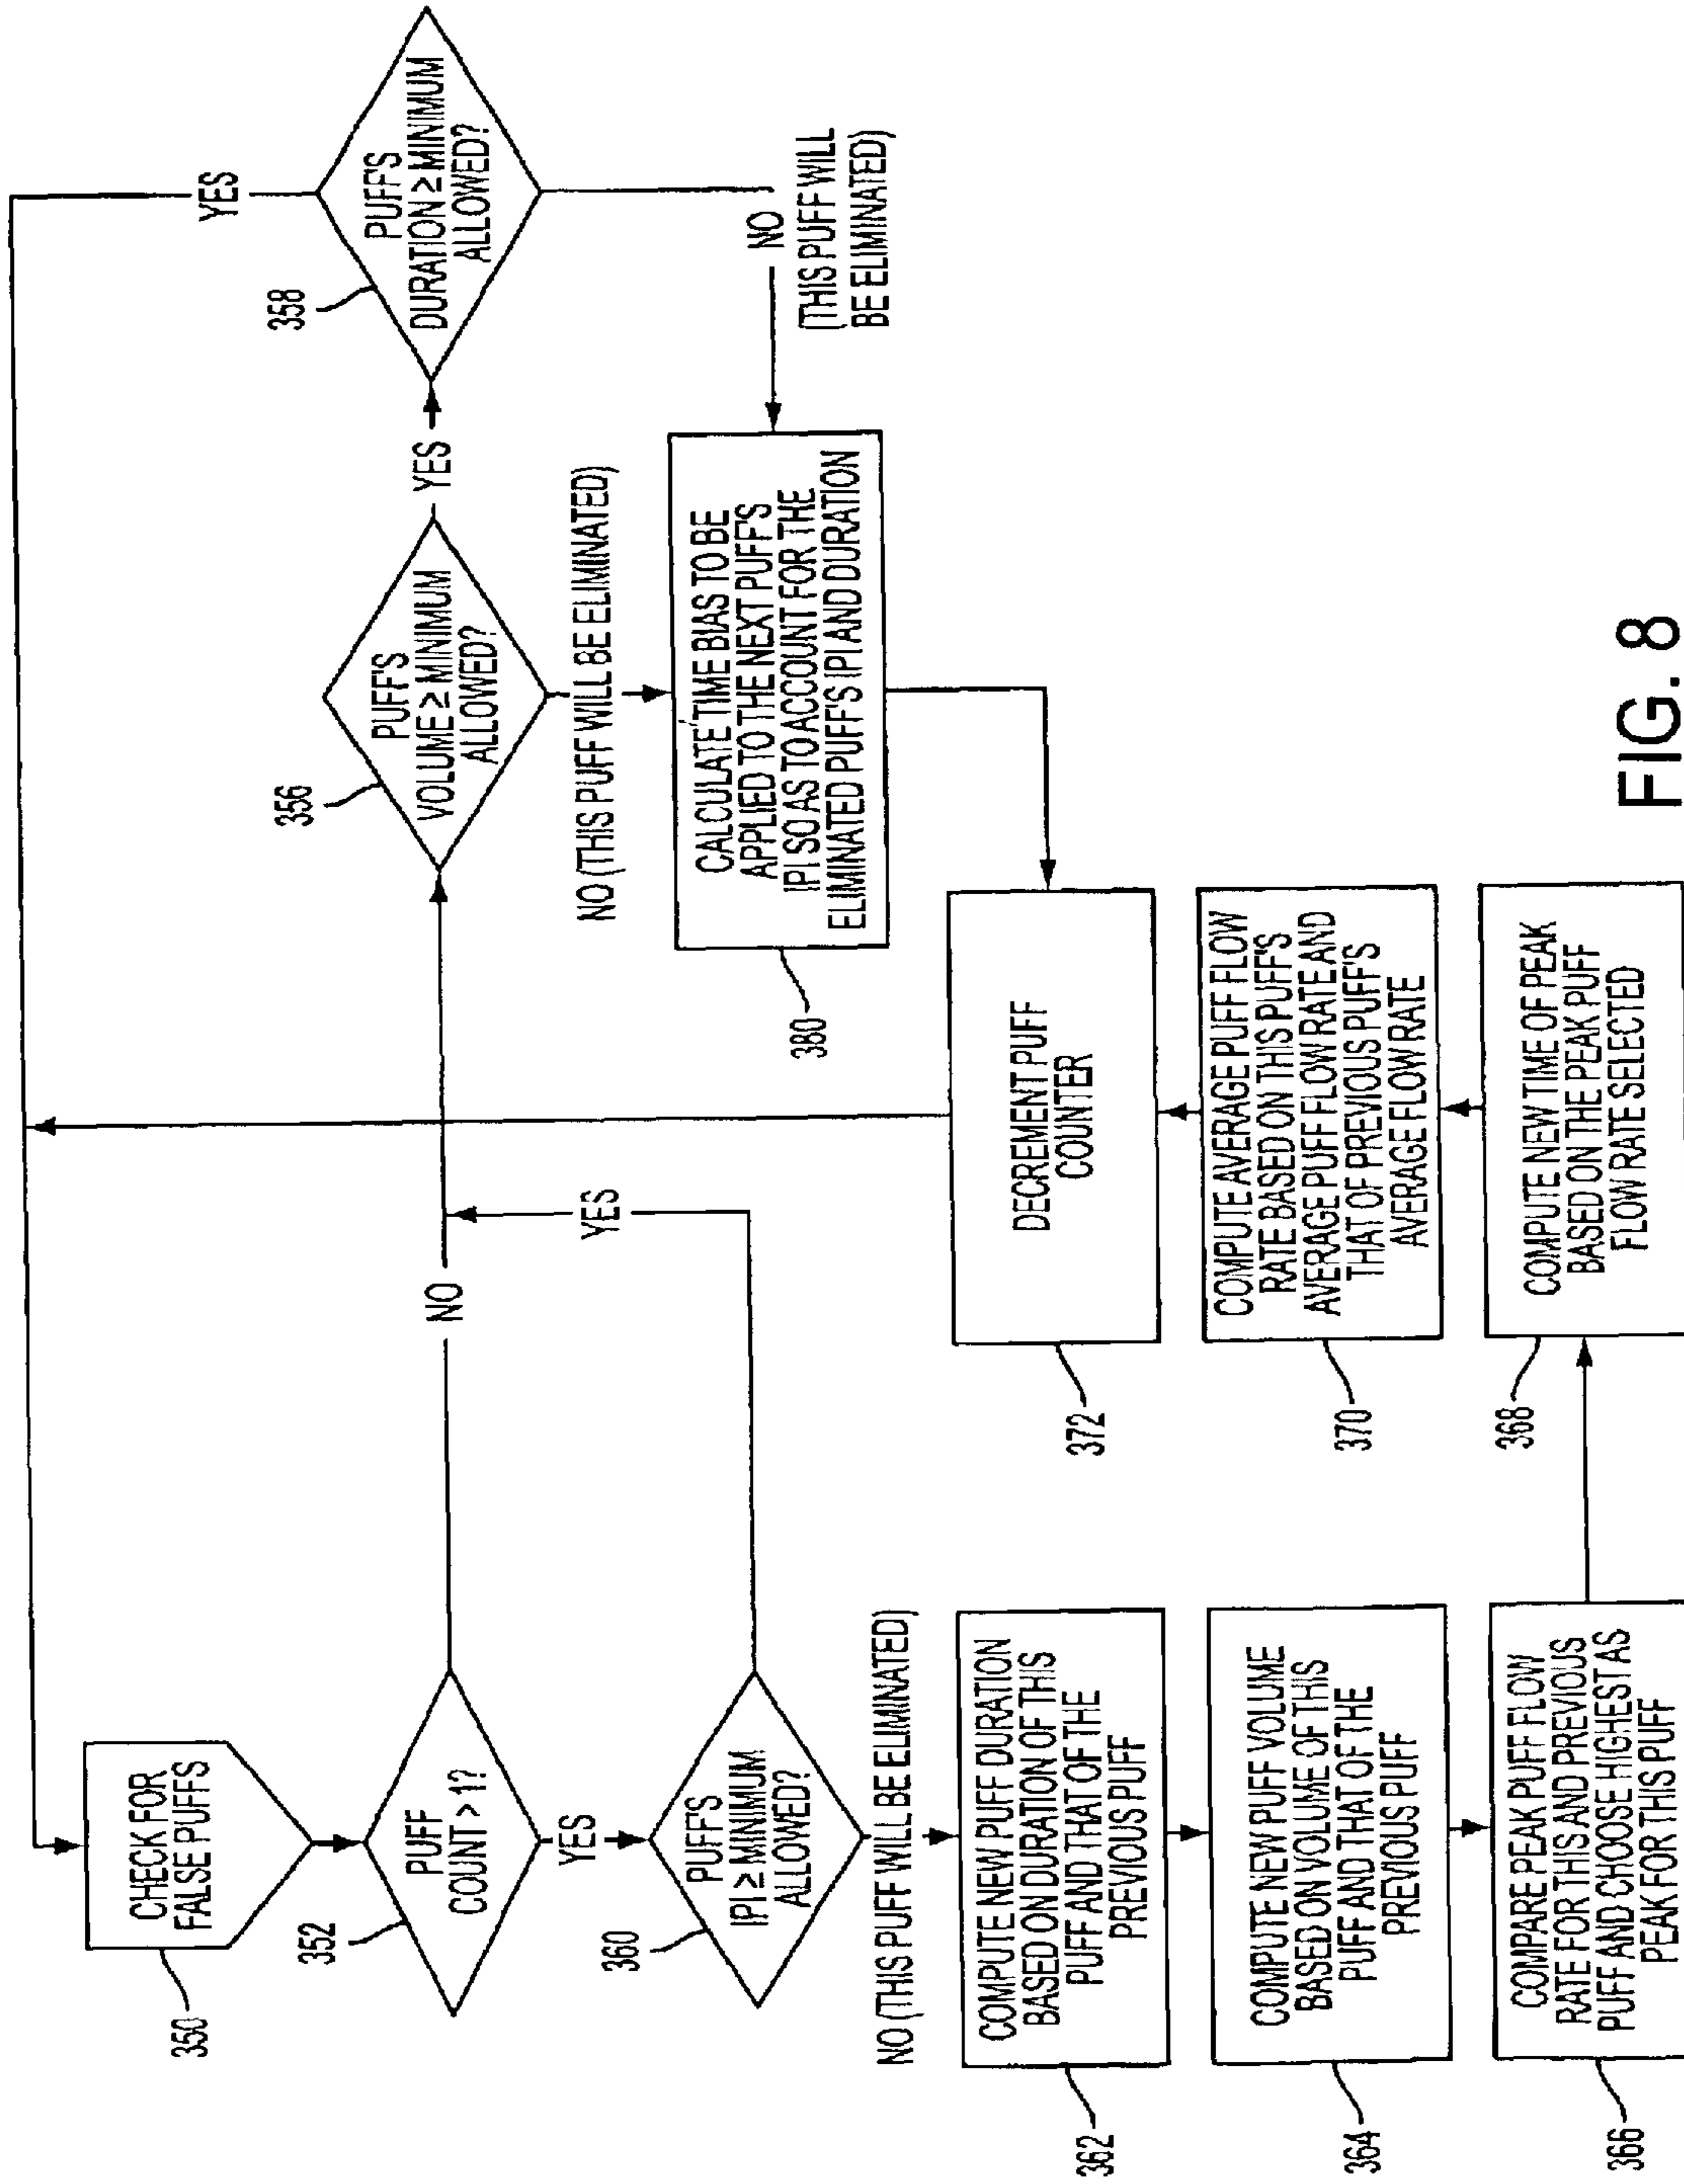 350
CHECK FOR
FALSE PUFFS
352
PUFF
COUNT > 1?
NO
YES
360
PUFF'S
IPI ≥ MINIMUM
ALLOWED?
YES
NO (THIS PUFF WILL BE ELIMINATED)
362
COMPUTE NEW PUFF DURATION
BASED ON DURATION OF THIS
PUFF AND THAT OF THE
PREVIOUS PUFF
364
COMPUTE NEW PUFF VOLUME
BASED ON VOLUME OF THIS
PUFF AND THAT OF THE
PREVIOUS PUFF
366
COMPARE PEAK PUFF FLOW
RATE FOR THIS AND PREVIOUS
PUFF AND CHOOSE HIGHEST AS
PEAK FOR THIS PUFF
368
COMPUTE NEW TIME OF PEAK
BASED ON THE PEAK PUFF
FLOW RATE SELECTED
370
COMPUTE AVERAGE PUFF FLOW
RATE BASED ON THIS PUFF'S
AVERAGE PUFF FLOW RATE AND
THAT OF PREVIOUS PUFF'S
AVERAGE FLOW RATE
372
DECREMENT PUFF
COUNTER
356
PUFF'S
VOLUME ≥ MINIMUM
ALLOWED?
YES
NO (THIS PUFF WILL BE ELIMINATED)
380
CALCULATE TIME BIAS TO BE
APPLIED TO THE NEXT PUFF'S
IPI SO AS TO ACCOUNT FOR THE
ELIMINATED PUFF'S IPI AND DURATION
358
PUFF'S
DURATION ≥ MINIMUM
ALLOWED?
YES
NO
(THIS PUFF WILL
BE ELIMINATED)
FIG. 8